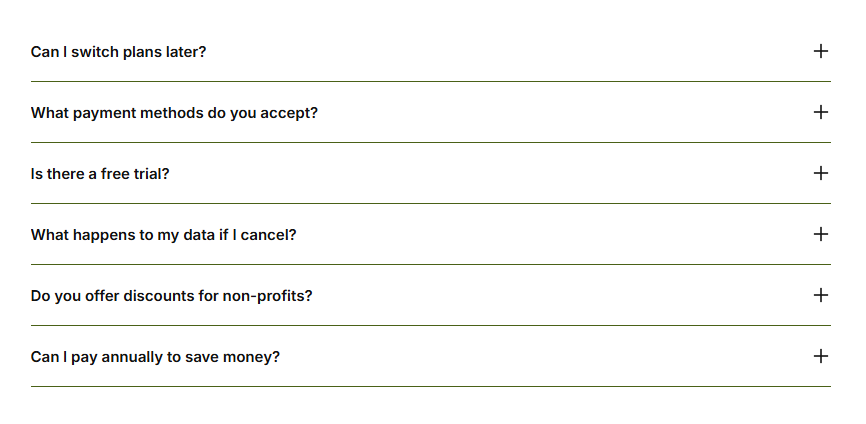 Can I switch plans later?
What payment methods do you accept?
Is there a free trial?
What happens to my data if I cancel?
Do you offer discounts for non-profits?
Can I pay annually to save money?